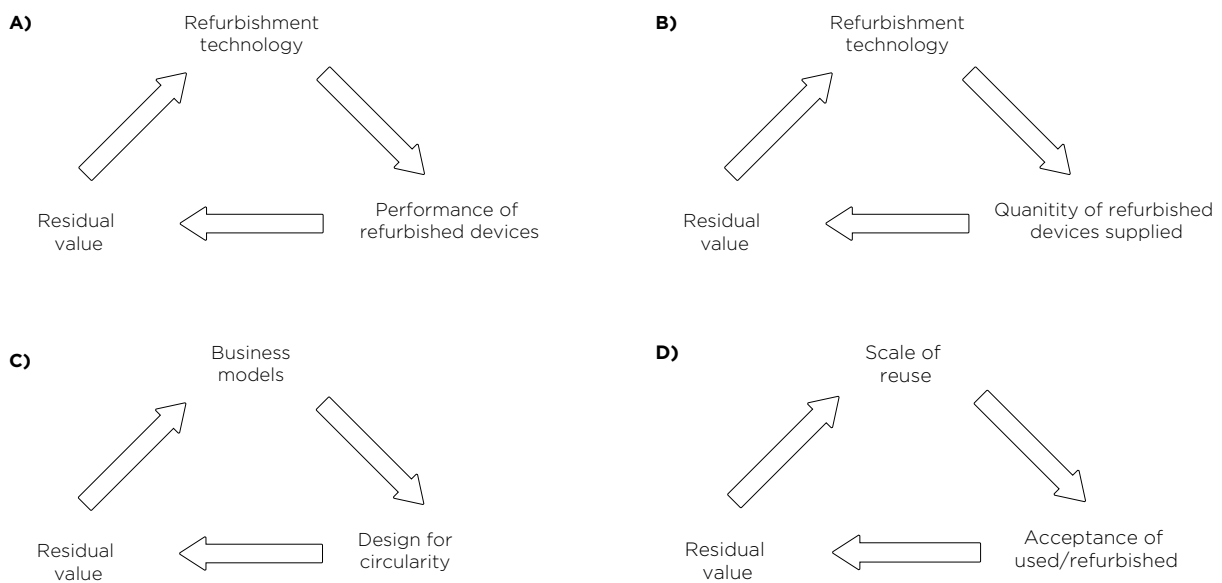 A)
Refurbishment
technology
Residual
value
Performance of
refurbished devices
B)
Refurbishment
technology
Residual
value
Quanitity of refurbished
devices supplied
C)
Business
models
Residual
value
Design for
circularity
D)
Scale of
reuse
Residual
value
Acceptance of
used/refurbished